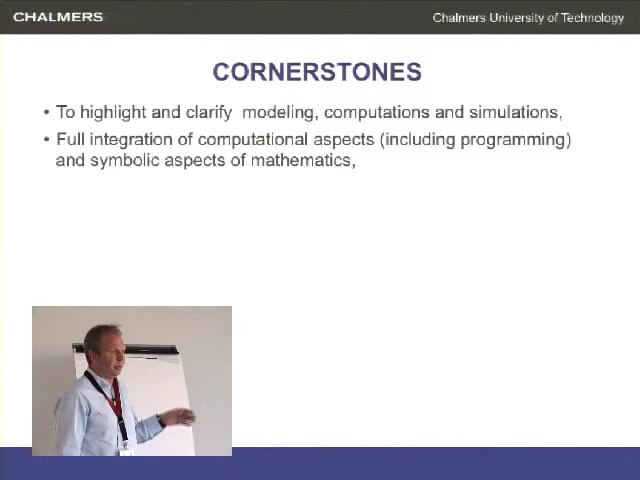 CHALMERS
Chalmers University of Technology
CORNERSTONES
• To highlight and clarify modeling, computations and simulations,
• Full integration of computational aspects (including programming)
and symbolic aspects of mathematics,